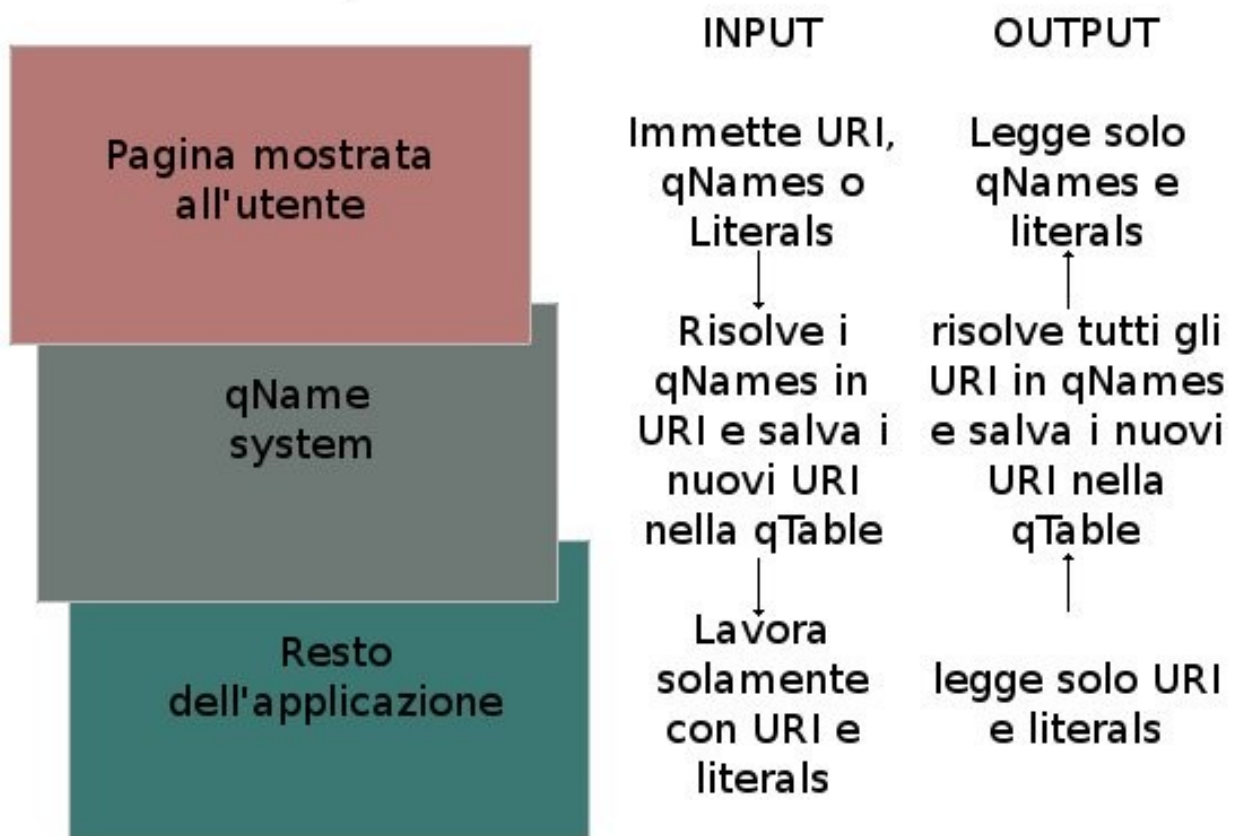 INPUT
OUTPUT
Pagina mostrata
all'utente
Immette URI,
qNames o
Literals
Legge solo
qNames e
literals
qName
system
Risolve i
qNames in
URI e salva i
nuovi URI
nella qTable
risolve tutti gli
URI in qNames
e salva i nuovi
URI nella
qTable
Resto
dell'applicazione
Lavora
solamente
con URI e
literals
legge solo URI
e literals